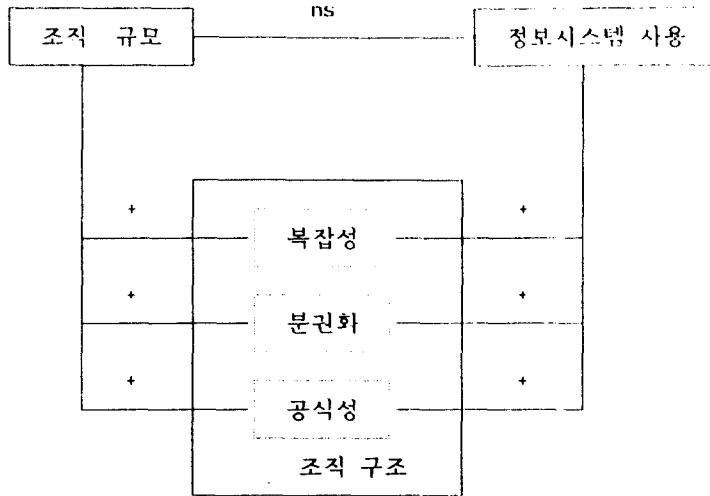 ns
조직 규모
정보시스템 사용
+
+
복잡성
+
+
분권화
+
+
공식성
조직 구조